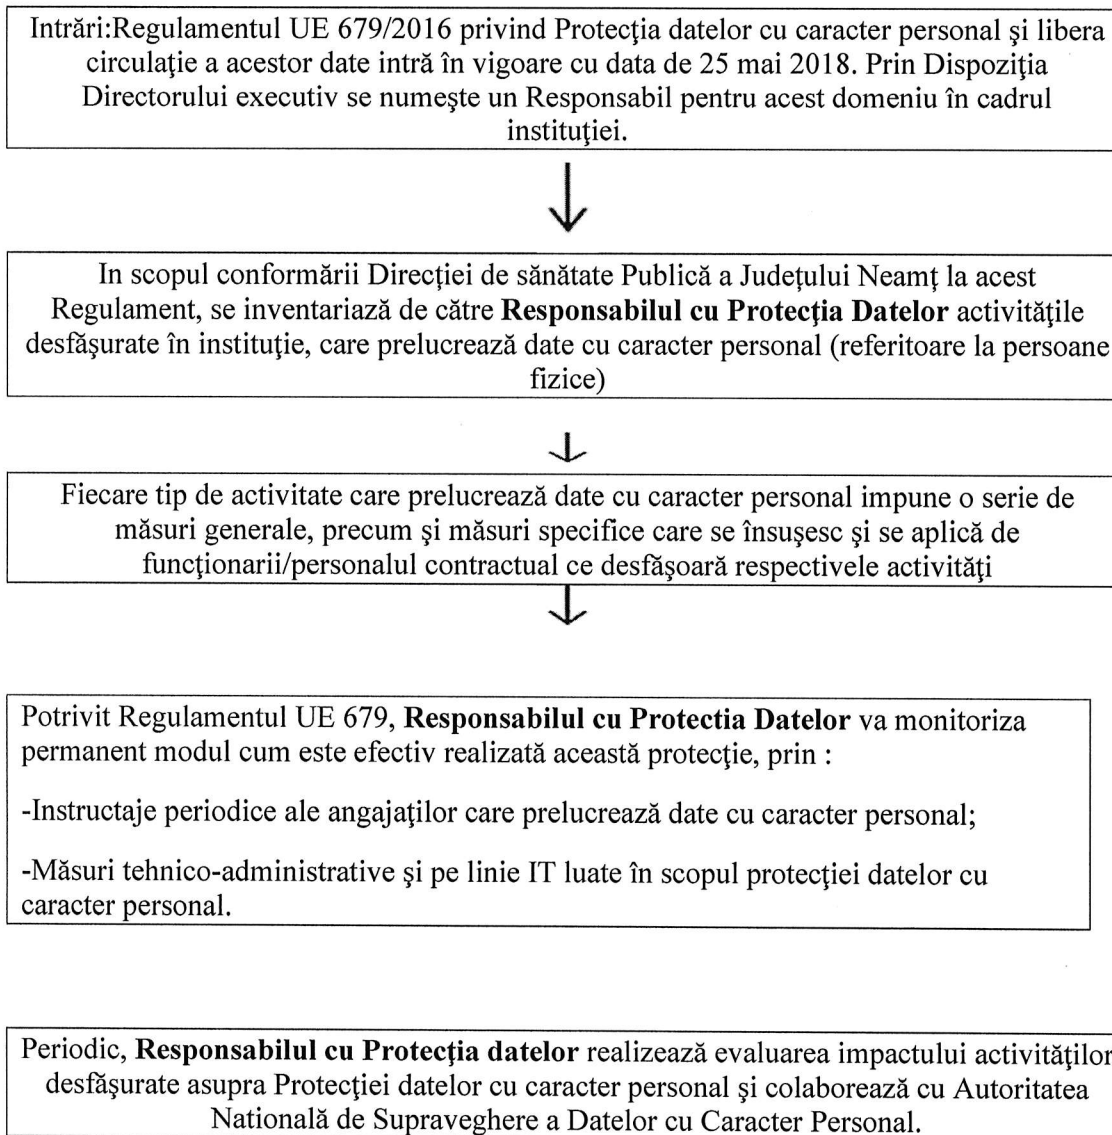 Intrări:Regulamentul UE 679/2016 privind Protecţia datelor cu caracter personal şi libera
circulaţie a acestor date intră în vigoare cu data de 25 mai 2018. Prin Dispoziţia
Directorului executiv se numeşte un Responsabil pentru acest domeniu în cadrul
instituţiei.
In scopul conformării Direcţiei de sănătate Publică a Județului Neamț la acest
Regulament, se inventariază de către Responsabilul cu Protecţia Datelor activităţile
desfăşurate în instituţie, care prelucrează date cu caracter personal (referitoare la persoane
fizice)
Fiecare tip de activitate care prelucrează date cu caracter personal impune o serie de
măsuri generale, precum şi măsuri specifice care se însuşesc şi se aplică de
funcţionarii/personalul contractual ce desfăşoară respectivele activităţi
Potrivit Regulamentul UE 679, Responsabilul cu Protectia Datelor va monitoriza
permanent modul cum este efectiv realizată această protecţie, prin :
-Instructaje periodice ale angajaţilor care prelucrează date cu caracter personal;
-Măsuri tehnico-administrative şi pe linie IT luate în scopul protecţiei datelor cu
caracter personal.
Periodic, Responsabilul cu Protecţia datelor realizează evaluarea impactului activităţilor
desfăşurate asupra Protecţiei datelor cu caracter personal şi colaborează cu Autoritatea
Natională de Supraveghere a Datelor cu Caracter Personal.